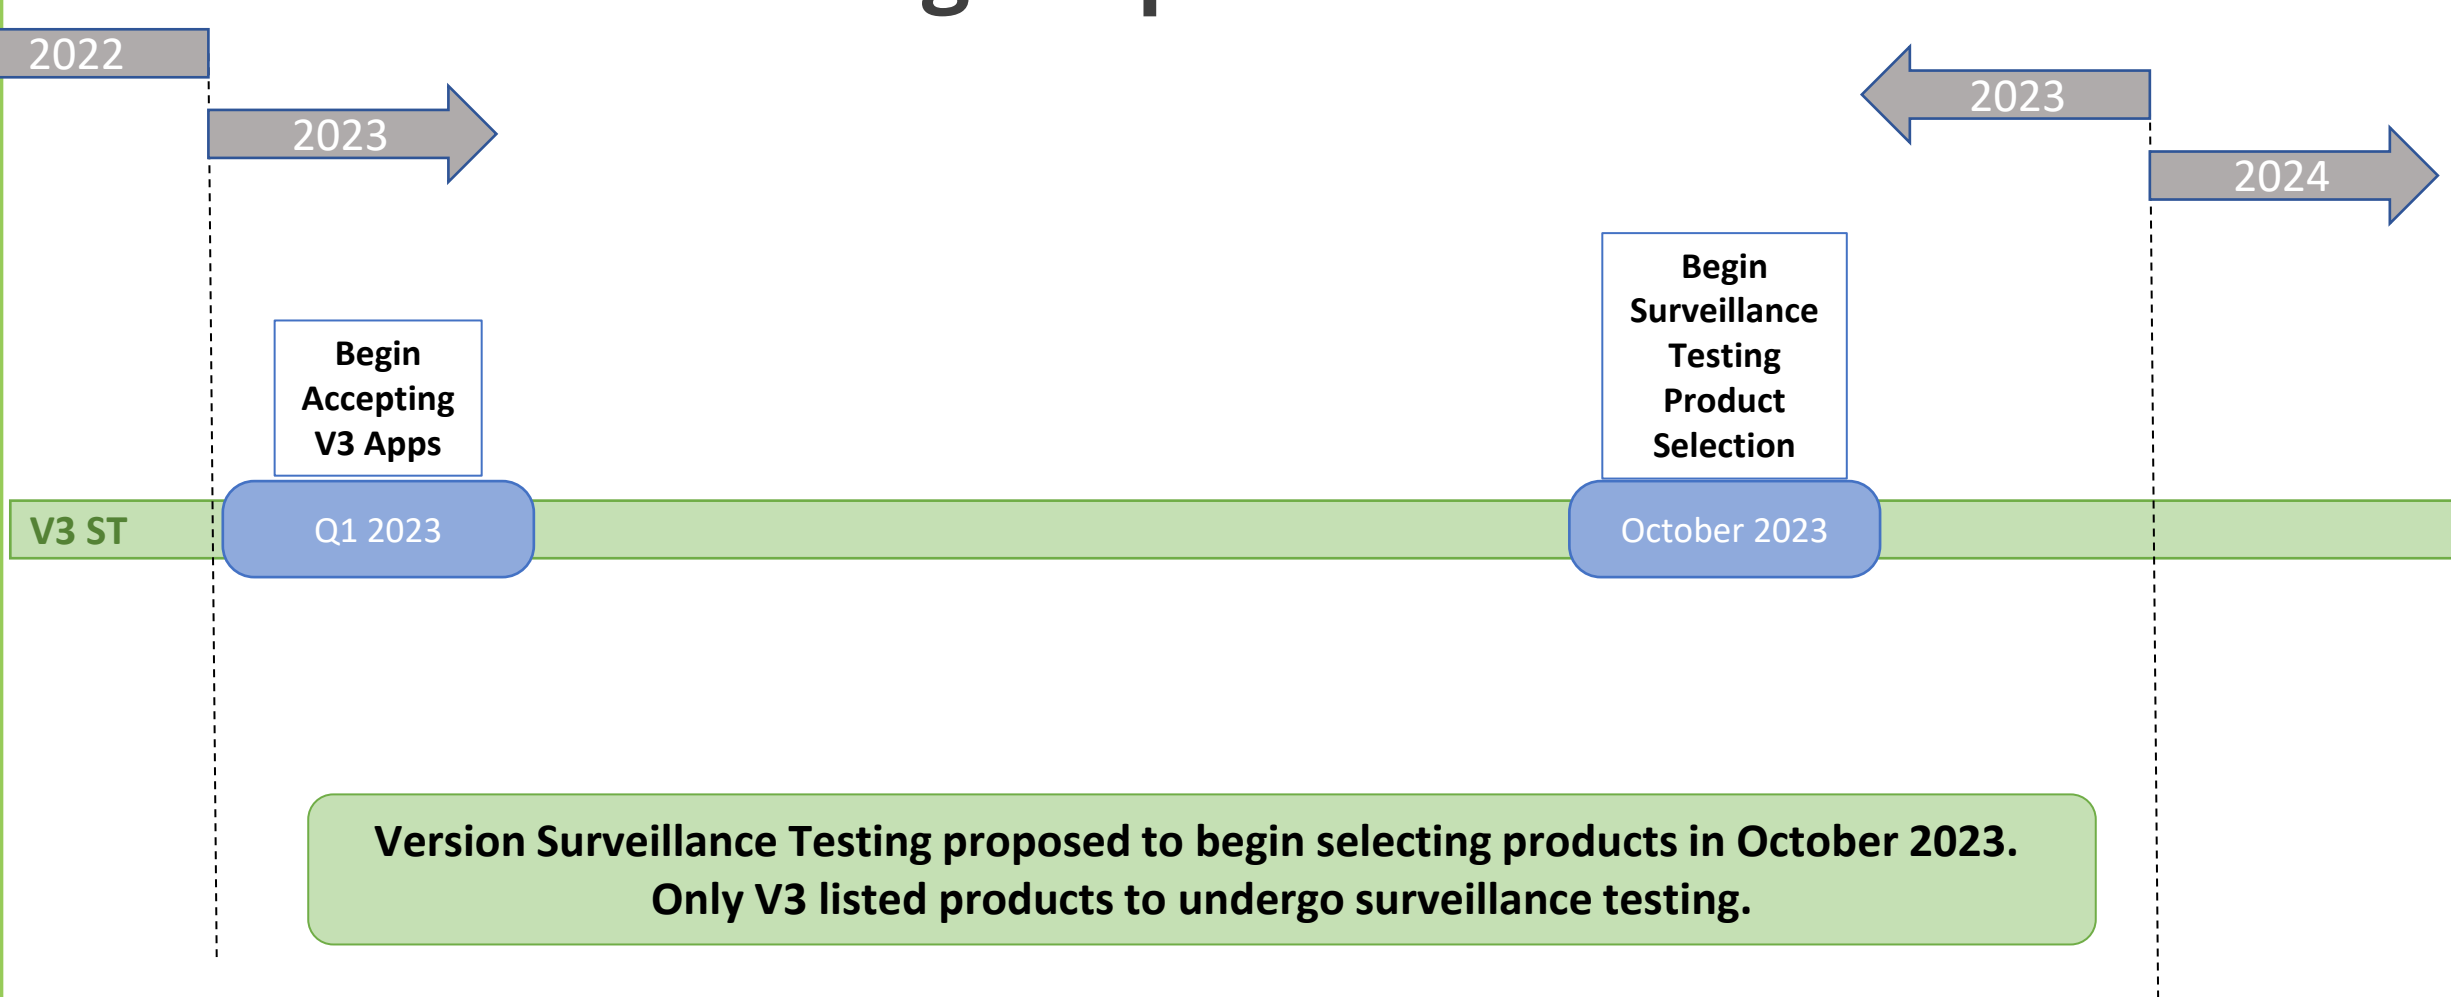 2022
2023
2023
2024
Begin
Accepting
V3 Apps
Begin
Surveillance
Testing
Product
Selection
V3 ST
Q1 2023
October 2023
Version Surveillance Testing proposed to begin selecting products in October 2023.
Only V3 listed products to undergo surveillance testing.